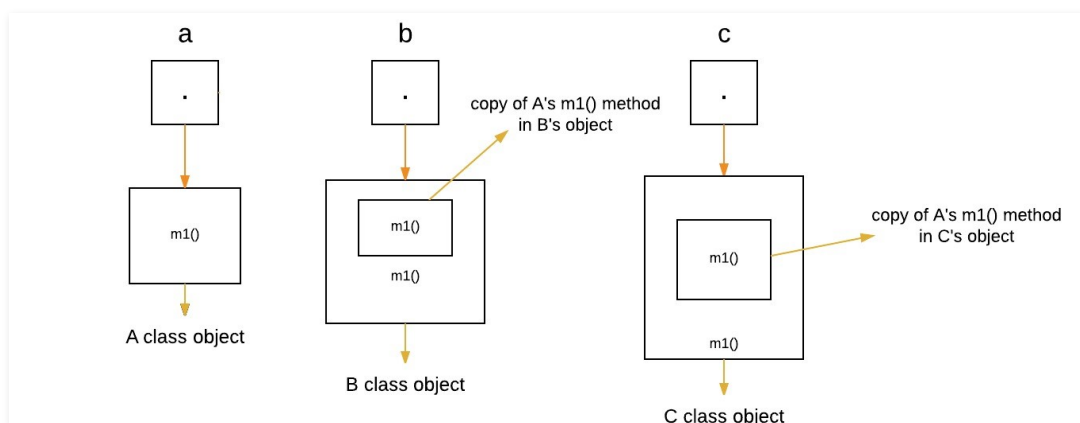 a
b
c
copy of A's m1() method
in B's object
m1()
m1()
m1()
A class object
B class object
copy of A's m1() method
in C's object
m1()
m1()
C class object